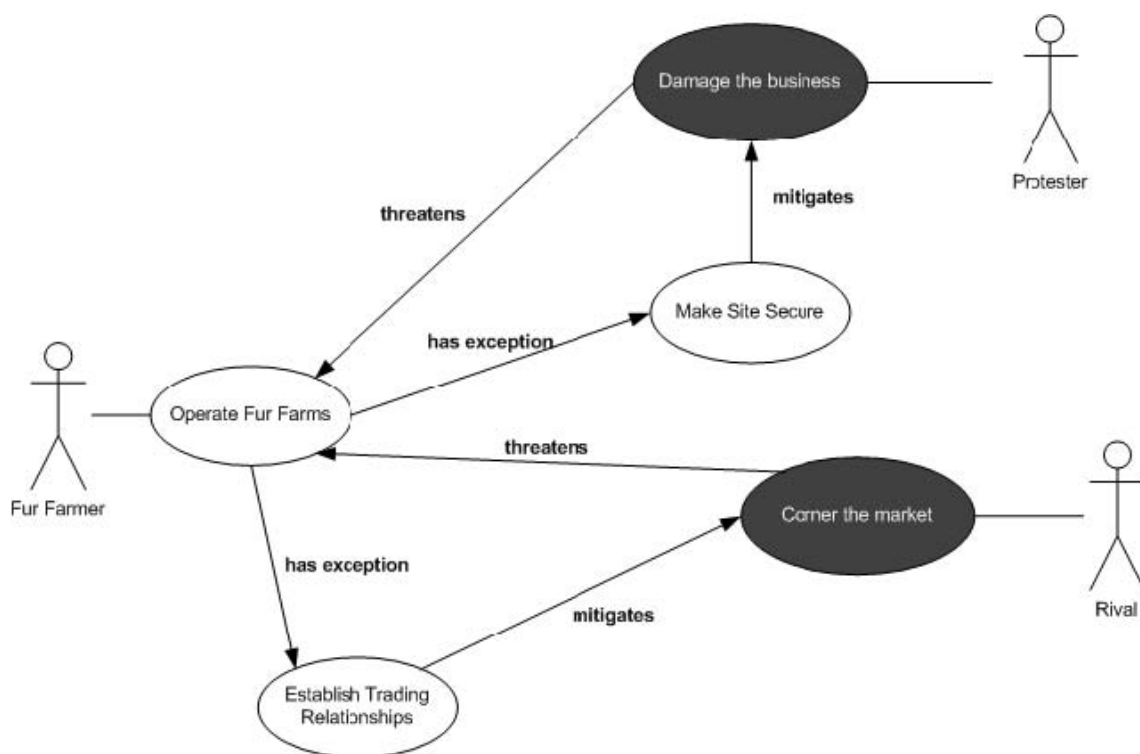 Damage the business
Protester
threatens
mitigates
Make Site Secure
has exception
Operate Fur Farms
Fur Farmer
threatens
Corner the market
Rival
has exception
mitigates
Establish Trading
Relationships